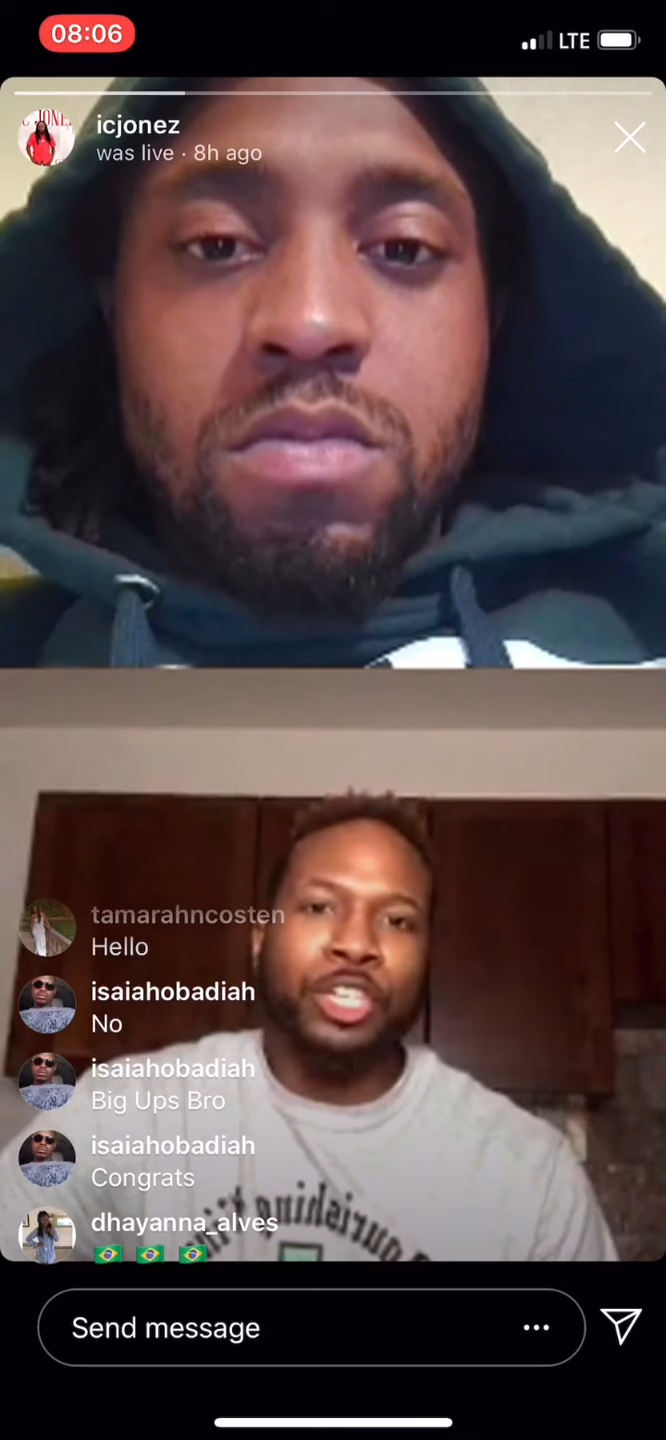 08:06
LTE
icjonez
was live · 8h ago
tamarahncosten
Hello
isaiahobadiah
No
isaiahobadiah
Big Ups Bro
isaiahobadiah
Congrats
dhayanna_alves
🇧🇷 🇧🇷 🇧🇷
Send message